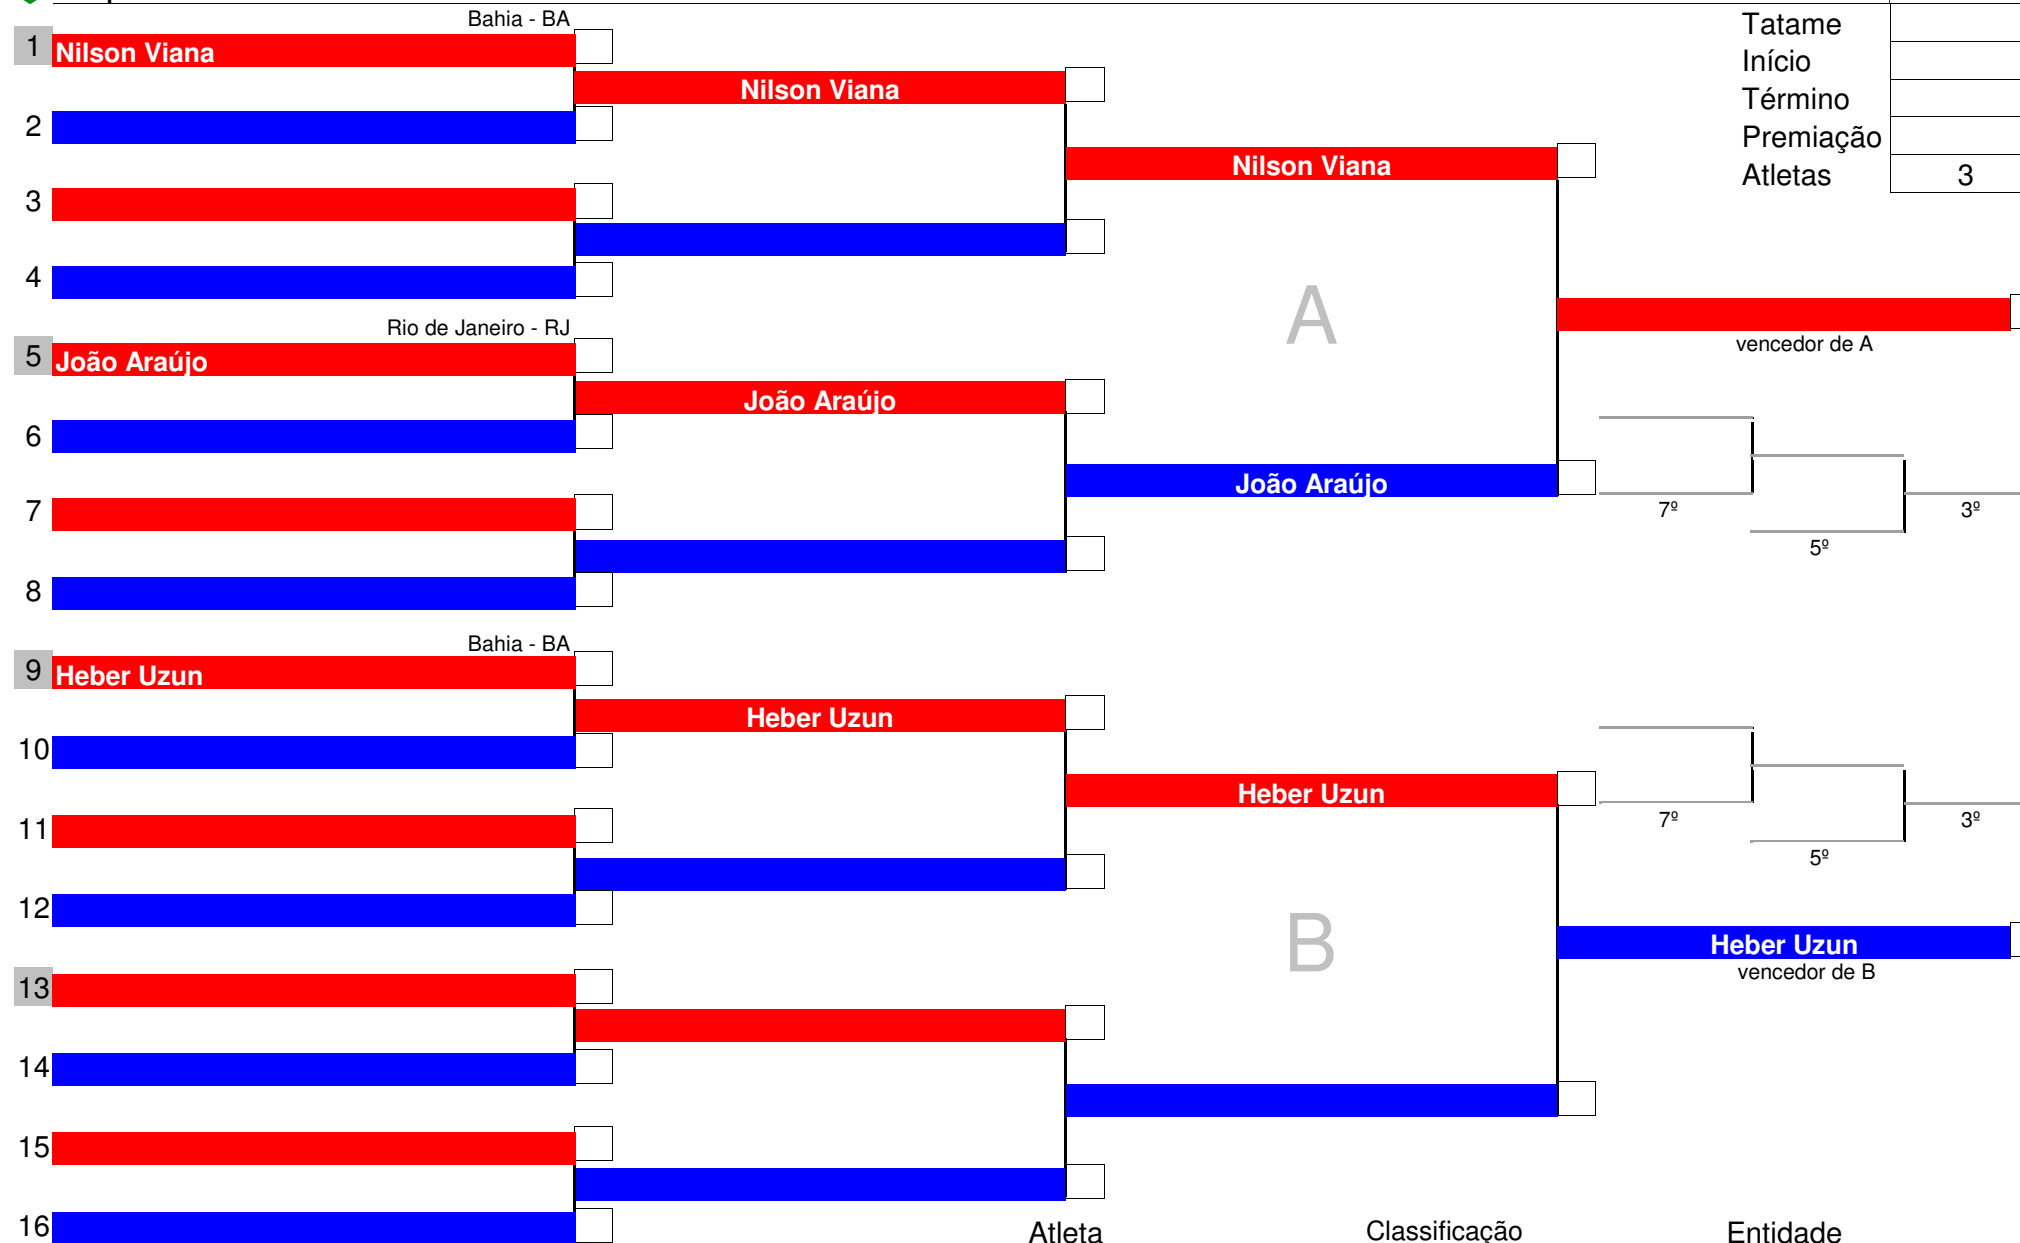 Bahia - BA
1 Nilson Viana
Nilson Viana
2
Nilson Viana
3
4
Tatame
Início
Término
Premiação
Atletas 3
A
vencedor de A
Rio de Janeiro - RJ
5 João Araújo
João Araújo
6
João Araújo
7
8
7º
5º
3º
Bahia - BA
9 Heber Uzun
Heber Uzun
10
Heber Uzun
11
12
7º
5º
3º
B
Heber Uzun
vencedor de B
13
14
15
16
Atleta Classificação Entidade